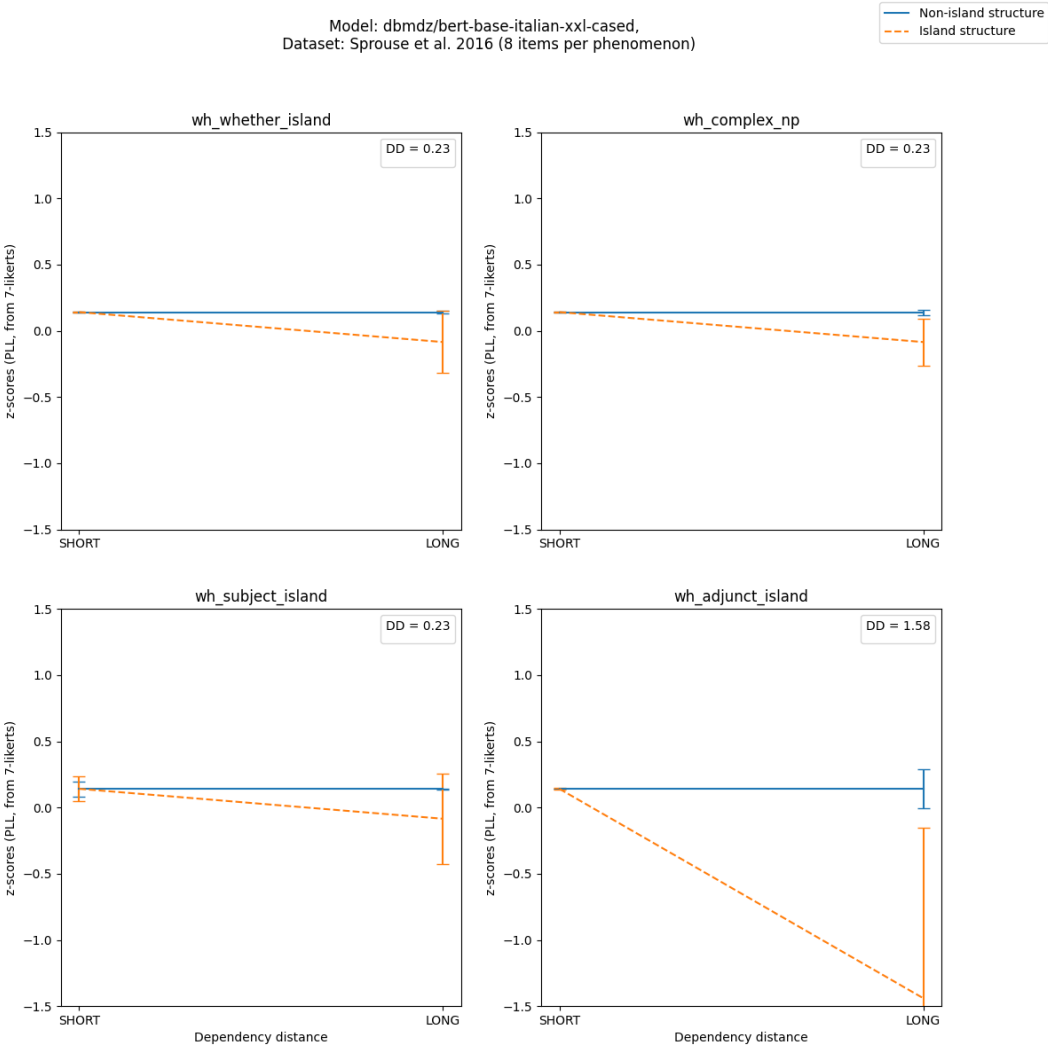 Model: dbmdz/bert-base-italian-xxl-cased,
Dataset: Sprouse et al. 2016 (8 items per phenomenon)
Non-island structure
Island structure
wh_whether_island
DD = 0.23
1.5
1.0
0.5
0.0
−0.5
−1.0
−1.5
z-scores (PLL, from 7-likerts)
SHORT
LONG
wh_complex_np
DD = 0.23
1.5
1.0
0.5
0.0
−0.5
−1.0
−1.5
z-scores (PLL, from 7-likerts)
SHORT
LONG
wh_subject_island
DD = 0.23
1.5
1.0
0.5
0.0
−0.5
−1.0
−1.5
z-scores (PLL, from 7-likerts)
SHORT
LONG
Dependency distance
wh_adjunct_island
DD = 1.58
1.5
1.0
0.5
0.0
−0.5
−1.0
−1.5
z-scores (PLL, from 7-likerts)
SHORT
LONG
Dependency distance